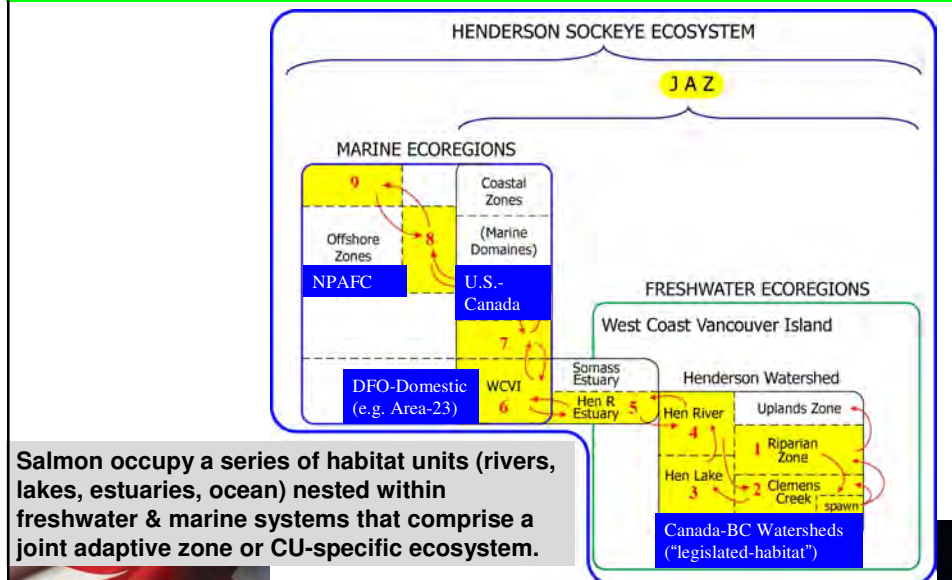 HENDERSON SOCKEYE ECOSYSTEM
J A Z
MARINE ECOREGIONS
9
Coastal
Zones
8
(Marine
Domaines)
Offshore
Zones
NPAFC
U.S.-
Canada
7
FRESHWATER ECOREGIONS
West Coast Vancouver Island
DFO-Domestic
(e.g. Area-23)
WCVI
6
Somass
Estuary
Hen R
Estuary
5
Henderson Watershed
Hen River
4
Uplands Zone
1 Riparian
Zone
Hen Lake
3
2 Clemens
Creek
spawn
Canada-BC Watersheds
("legislated-habitat")
Salmon occupy a series of habitat units (rivers,
lakes, estuaries, ocean) nested within
freshwater & marine systems that comprise a
joint adaptive zone or CU-specific ecosystem.